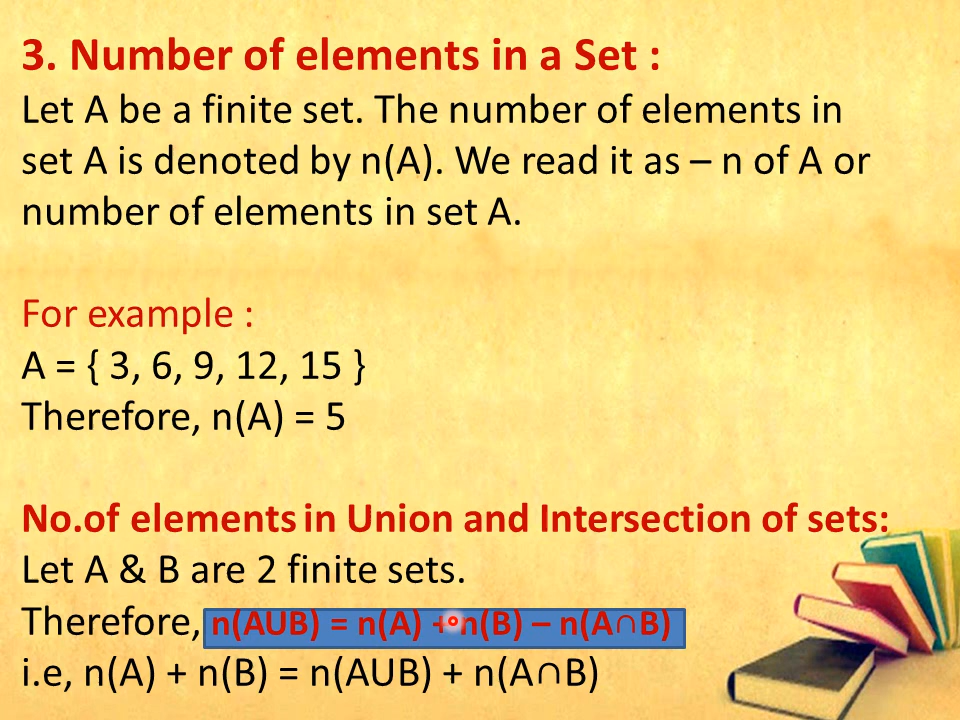 3. Number of elements in a Set :
Let A be a finite set. The number of elements in
set A is denoted by n(A). We read it as – n of A or
number of elements in set A.
For example :
A = { 3, 6, 9, 12, 15 }
Therefore, n(A) = 5
No.of elements in Union and Intersection of sets:
Let A & B are 2 finite sets.
Therefore, n(AUB) = n(A) + n(B) – n(A∩B)
i.e, n(A) + n(B) = n(AUB) + n(A∩B)